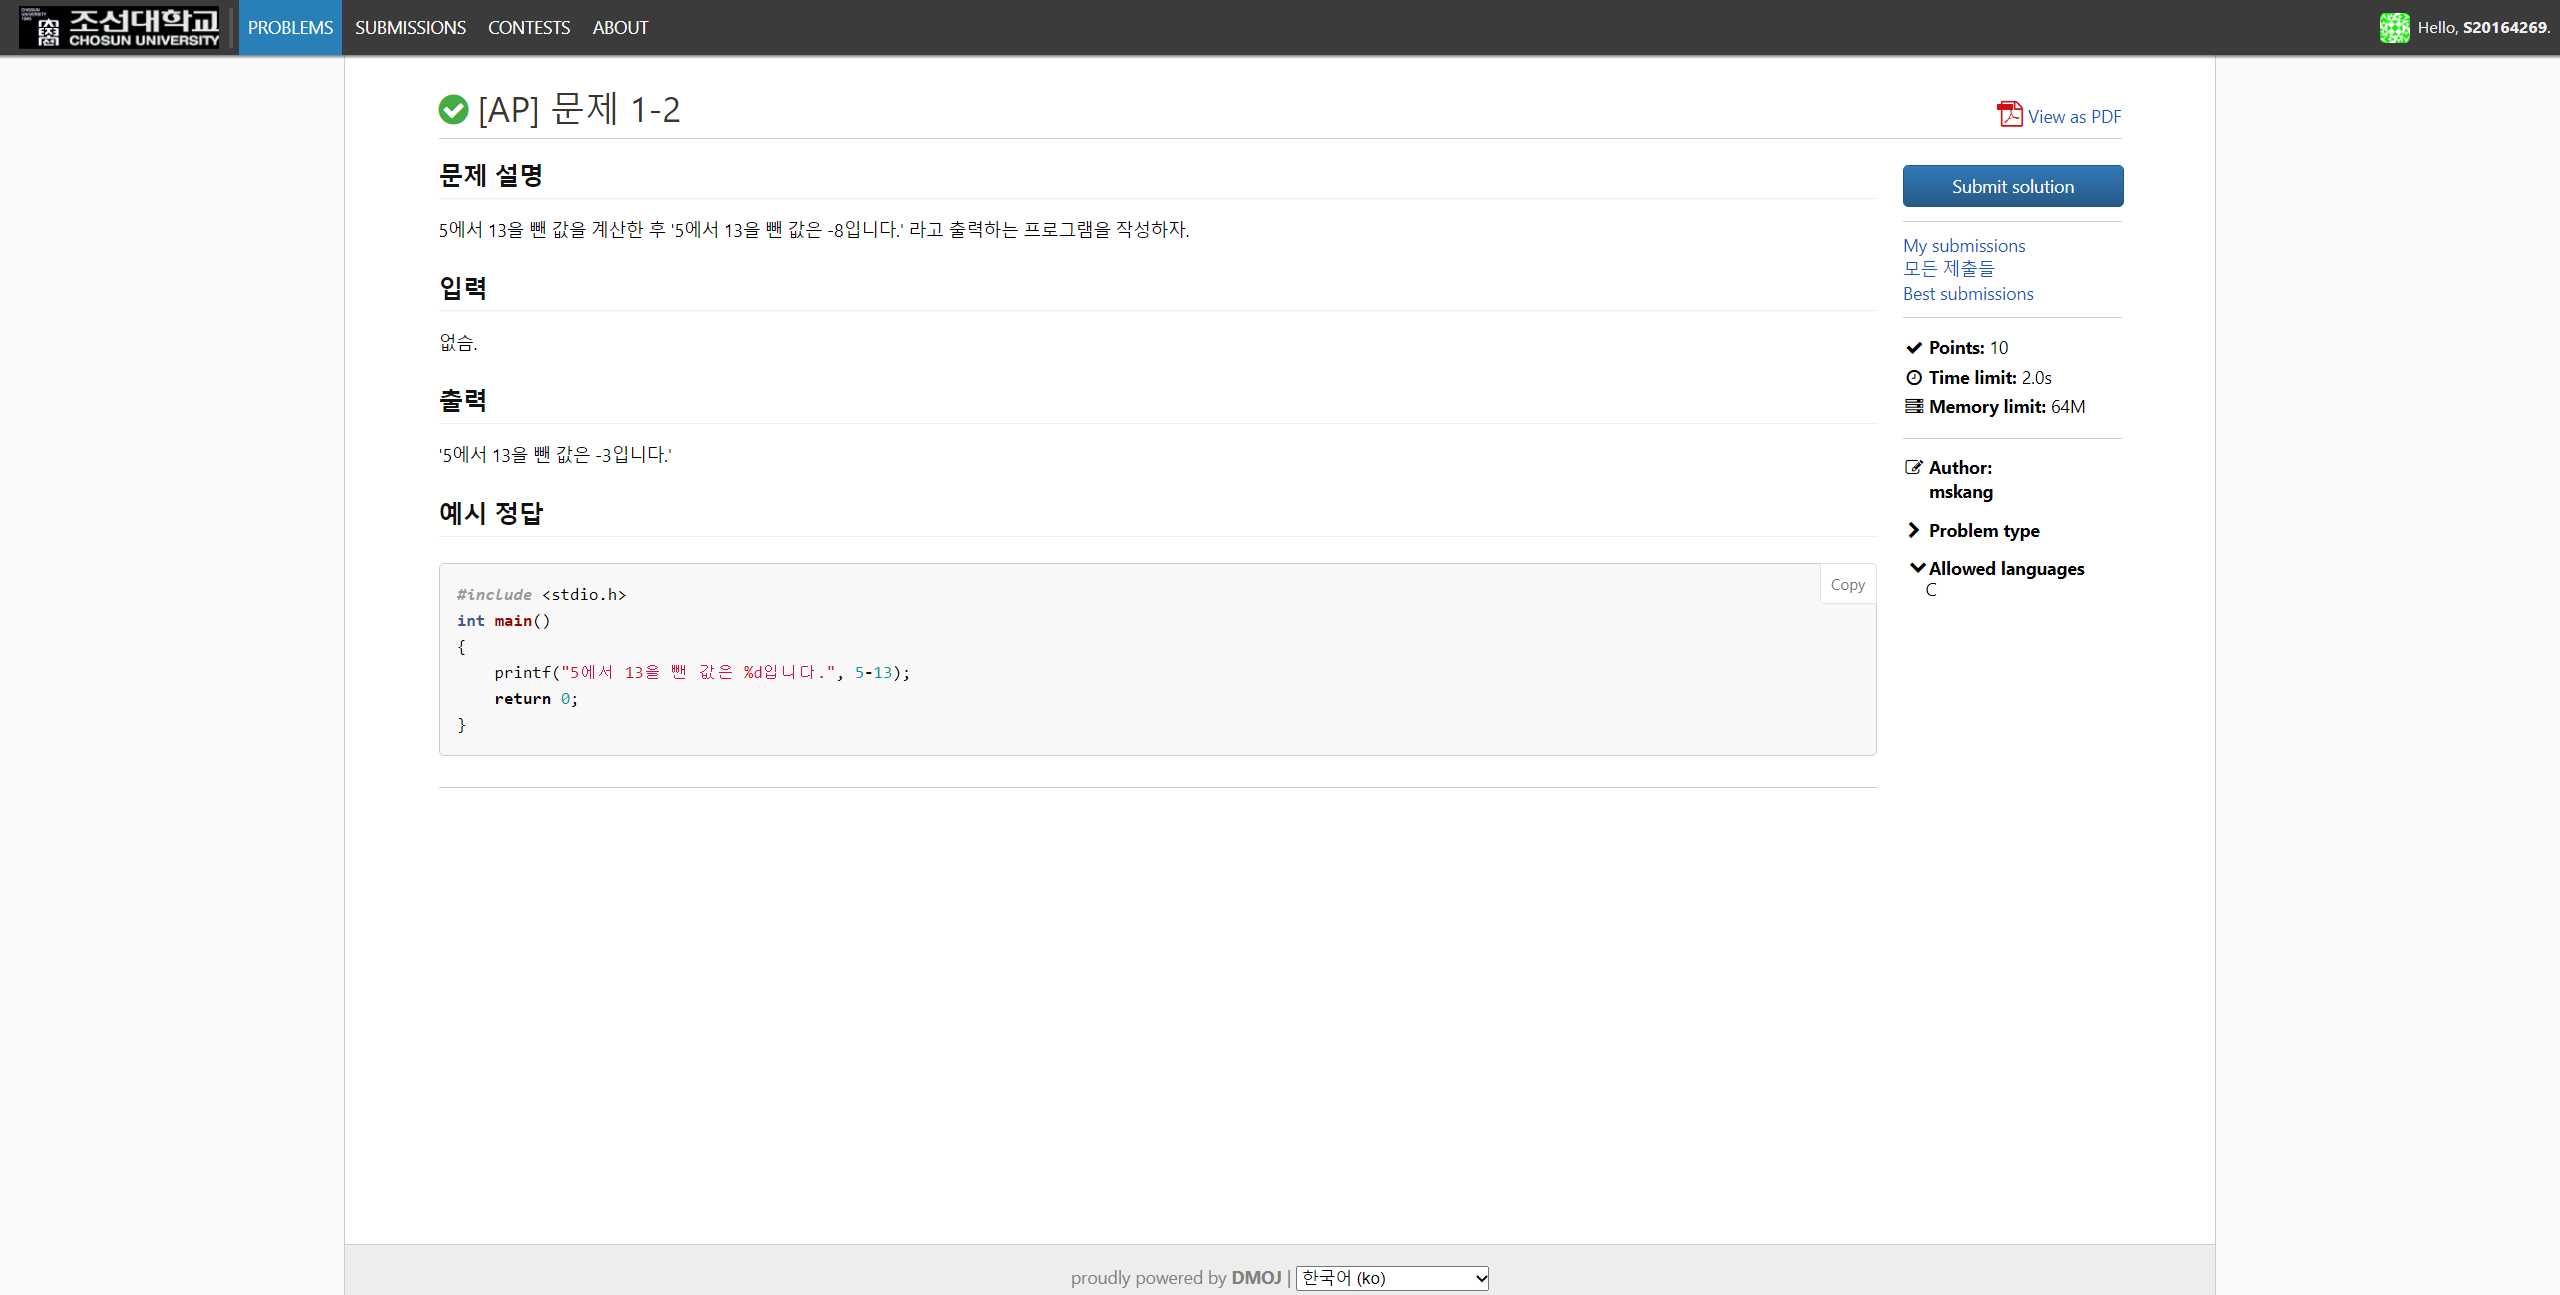 조선대학교
CHOSUN UNIVERSITY
PROBLEMS SUBMISSIONS CONTESTS ABOUT
Hello, S20164269.
[AP] 문제 1-2
View as PDF
문제 설명
5에서 13을 뺀 값을 계산한 후 '5에서 13을 뺀 값은 -8입니다.' 라고 출력하는 프로그램을 작성하자.
입력
없슴.
출력
'5에서 13을 뺀 값은 -3입니다.'
예시 정답
Copy
#include <stdio.h>
int main()
{
    printf("5에서 13을 뺀 값은 %d입니다.", 5-13);
    return 0;
}
Submit solution
My submissions
모든 제출들
Best submissions
Points: 10
Time limit: 2.0s
Memory limit: 64M
Author:
mskang
Problem type
Allowed languages
C
proudly powered by DMOJ | 한국어 (ko)